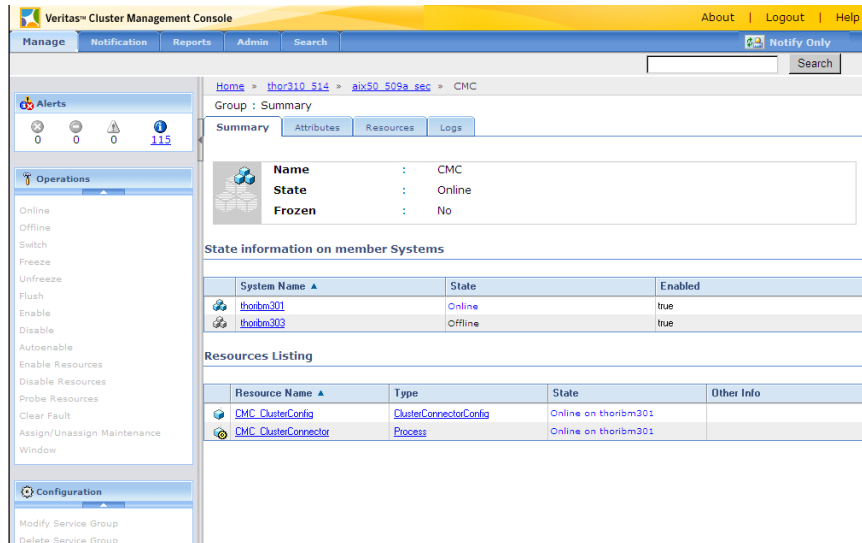 Veritas™ Cluster Management Console
About | Logout | Help
Manage Notification Reports Admin Search
Notify Only
Search
Home » thor310_514 » aix50_509a_sec » CMC
Group : Summary
Summary Attributes Resources Logs
Alerts
0 0 0 115
Name : CMC
State : Online
Frozen : No
Operations
Online
Offline
Switch
Freeze
Unfreeze
Flush
Enable
Disable
Autoenable
Enable Resources
Disable Resources
Probe Resources
Clear Fault
Assign/Unassign Maintenance
Window
State information on member Systems
System Name ▲ State Enabled
thoribm301 Online true
thoribm303 Offline true
Resources Listing
Resource Name ▲ Type State Other Info
CMC_ClusterConfig ClusterConnectorConfig Online on thoribm301
CMC_ClusterConnector Process Online on thoribm301
Configuration
Modify Service Group
Delete Service Group